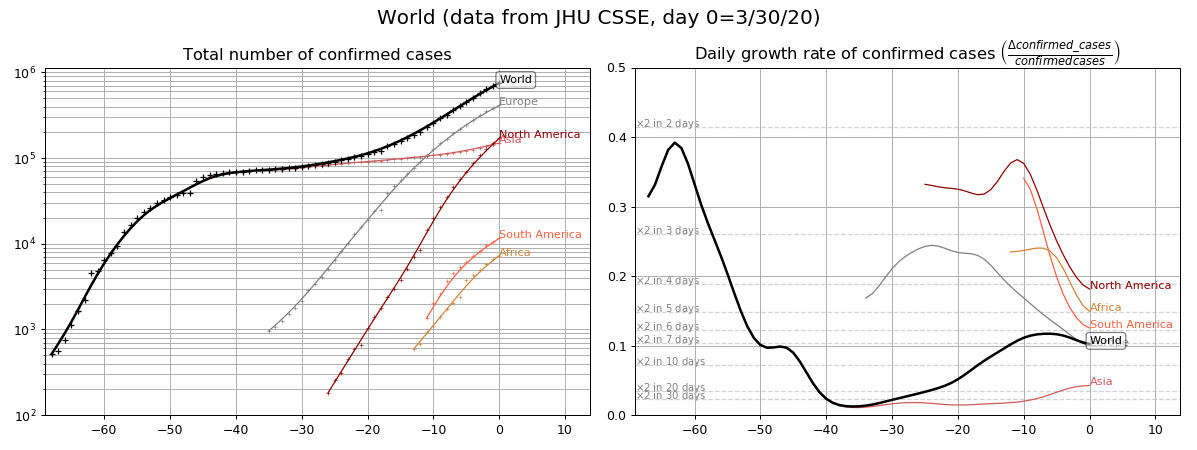 World (data from JHU CSSE, day 0=3/30/20)
Total number of confirmed cases
10^6
10^5
10^4
10^3
10^2
World
Europe
North America
Asia
South America
Africa
−60 −50 −40 −30 −20 −10 0 10
Daily growth rate of confirmed cases (Δconfirmed_cases/confirmedcases)
0.5
0.4
0.3
0.2
0.1
0.0
×2 in 2 days
×2 in 3 days
×2 in 4 days
×2 in 5 days
×2 in 6 days
×2 in 7 days
×2 in 10 days
×2 in 20 days
×2 in 30 days
North America
Africa
South America
World
Asia
−60 −50 −40 −30 −20 −10 0 10